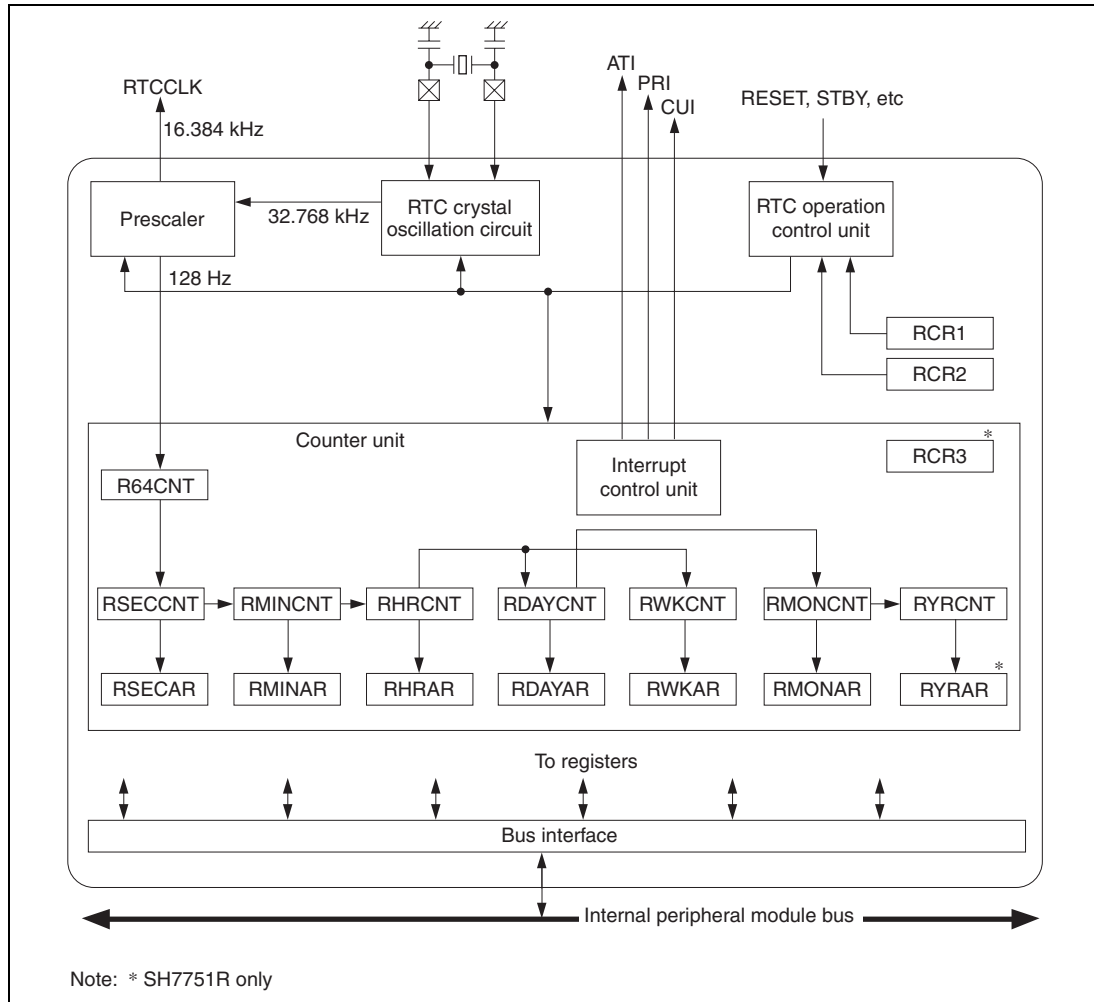 ATI
PRI
CUI
RTCCLK
16.384 kHz
RESET, STBY, etc
Prescaler
32.768 kHz
RTC crystal
oscillation circuit
RTC operation
control unit
128 Hz
RCR1
RCR2
Counter unit
Interrupt
control unit
*
RCR3
R64CNT
RSECCNT
RMINCNT
RHRCNT
RDAYCNT
RWKCNT
RMONCNT
RYRCNT
RSECAR
RMINAR
RHRAR
RDAYAR
RWKAR
RMONAR
*
RYRAR
To registers
Bus interface
Internal peripheral module bus
Note: * SH7751R only